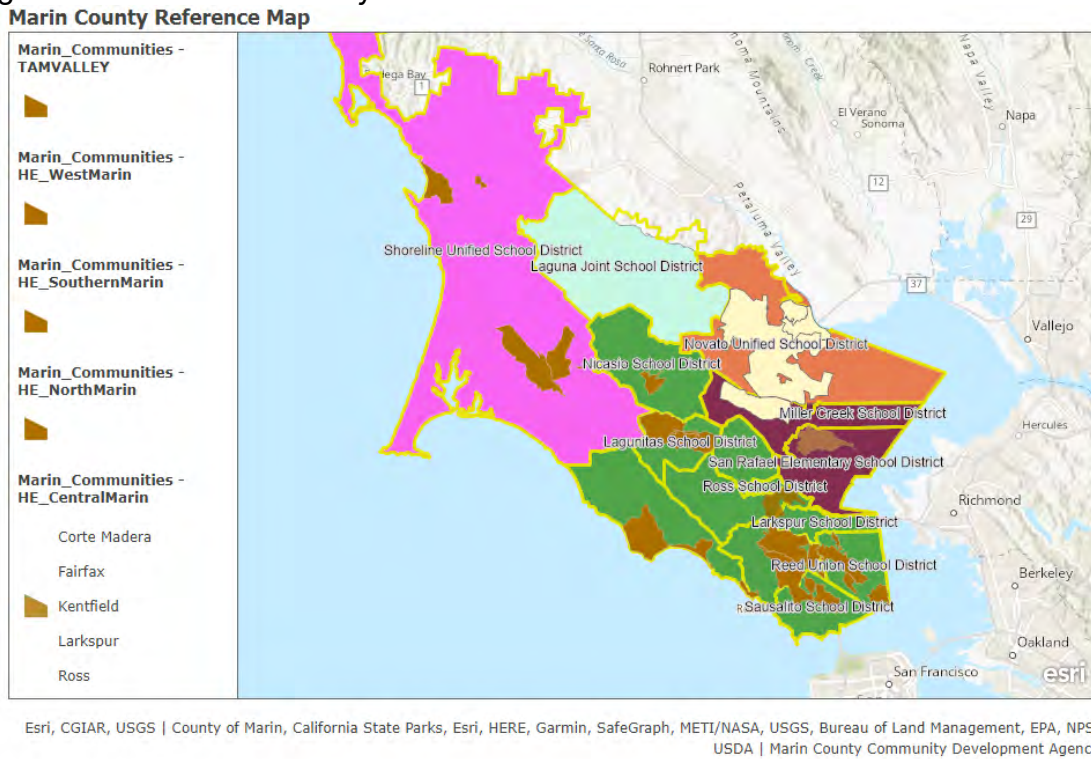 Marin County Reference Map
Marin_Communities -
TAMVALLEY
Marin_Communities -
HE_WestMarin
Marin_Communities -
HE_SouthernMarin
Marin_Communities -
HE_NorthMarin
Marin_Communities -
HE_CentralMarin
Corte Madera
Fairfax
Kentfield
Larkspur
Ross
Santa Rosa
Rohnert Park
1
El Verano
Sonoma
Napa Valley
Napa
12
29
Petaluma Valley
37
Vallejo
Shoreline Unified School District
Laguna Joint School District
Novato Unified School District
Nicasio School District
Miller Creek School District
Hercules
Lagunitas School District
San Rafael Elementary School District
Ross School District
Richmond
Larkspur School District
Reed Union School District
Berkeley
Sausalito School District
Oakland
San Francisco
esri
Esri, CGIAR, USGS | County of Marin, California State Parks, Esri, HERE, Garmin, SafeGraph, METI/NASA, USGS, Bureau of Land Management, EPA, NPS
USDA | Marin County Community Development Agenc